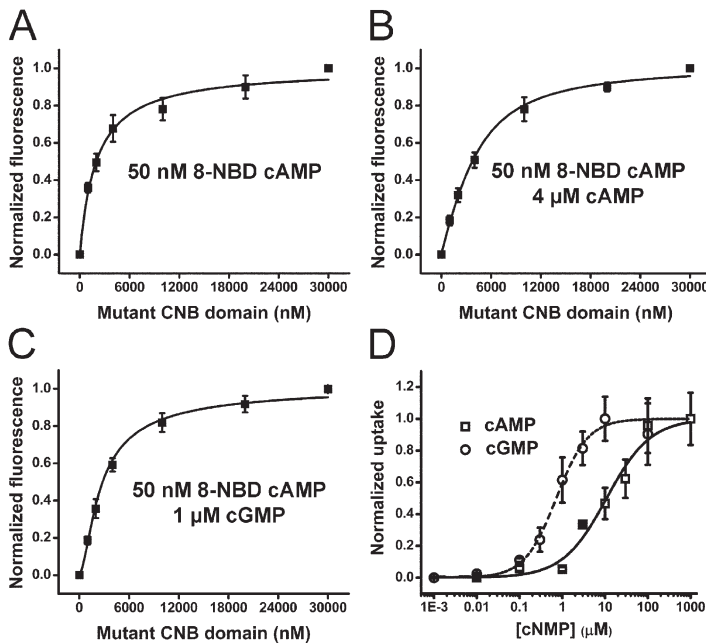 A
Normalized fluorescence
1.0
0.8
0.6
0.4
0.2
0.0
50 nM 8-NBD cAMP
0 6000 12000 18000 24000 30000
Mutant CNB domain (nM)
B
Normalized fluorescence
1.0
0.8
0.6
0.4
0.2
0.0
50 nM 8-NBD cAMP
4 µM cAMP
0 6000 12000 18000 24000 30000
Mutant CNB domain (nM)
C
Normalized fluorescence
1.0
0.8
0.6
0.4
0.2
0.0
50 nM 8-NBD cAMP
1 µM cGMP
0 6000 12000 18000 24000 30000
Mutant CNB domain (nM)
D
Normalized uptake
1.2
1.0
0.8
0.6
0.4
0.2
0.0
cAMP
cGMP
1E-3 0.01 0.1 1 10 100 1000
[cNMP] (µM)